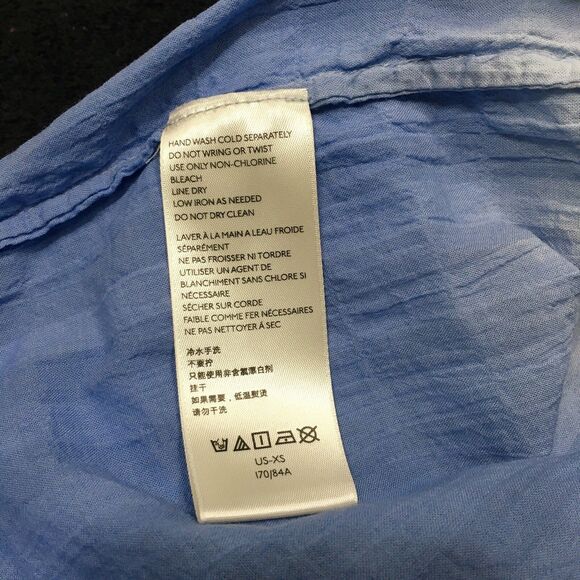 HAND WASH COLD SEPARATELY
DO NOT WRING OR TWIST
USE ONLY NON-CHLORINE
BLEACH
LINE DRY
LOW IRON AS NEEDED
DO NOT DRY CLEAN
LAVER À LA MAIN A LEAU FROIDE
SÉPARÉMENT
NE PAS FROISSER NI TORDRE
UTILISER UN AGENT DE
BLANCHIMENT SANS CHLORE SI
NÉCESSAIRE
SÉCHER SUR CORDE
FAIBLE COMME FER NÉCESSAIRES
NE PAS NETTOYER À SEC
冷水手洗
不要拧
只能使用非含氯漂白剂
挂干
如果需要，低温熨烫
请勿干洗
US-XS
170/84A